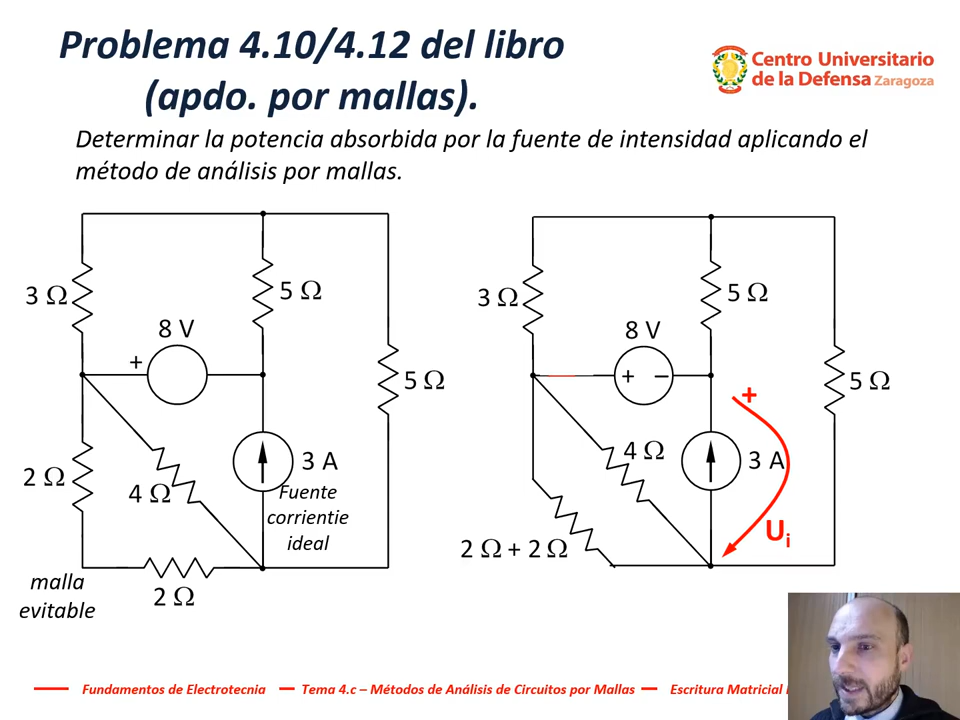 Problema 4.10/4.12 del libro
(apdo. por mallas).
Centro Universitario
de la Defensa Zaragoza
Determinar la potencia absorbida por la fuente de intensidad aplicando el
método de análisis por mallas.
3 Ω
5 Ω
8 V
+
5 Ω
2 Ω
4 Ω
3 A
Fuente
corrientie
ideal
malla
evitable
2 Ω
3 Ω
5 Ω
8 V
+ −
5 Ω
+
4 Ω
3 A
Ui
2 Ω + 2 Ω
Fundamentos de Electrotecnia
Tema 4.c – Métodos de Análisis de Circuitos por Mallas
Escritura Matricial